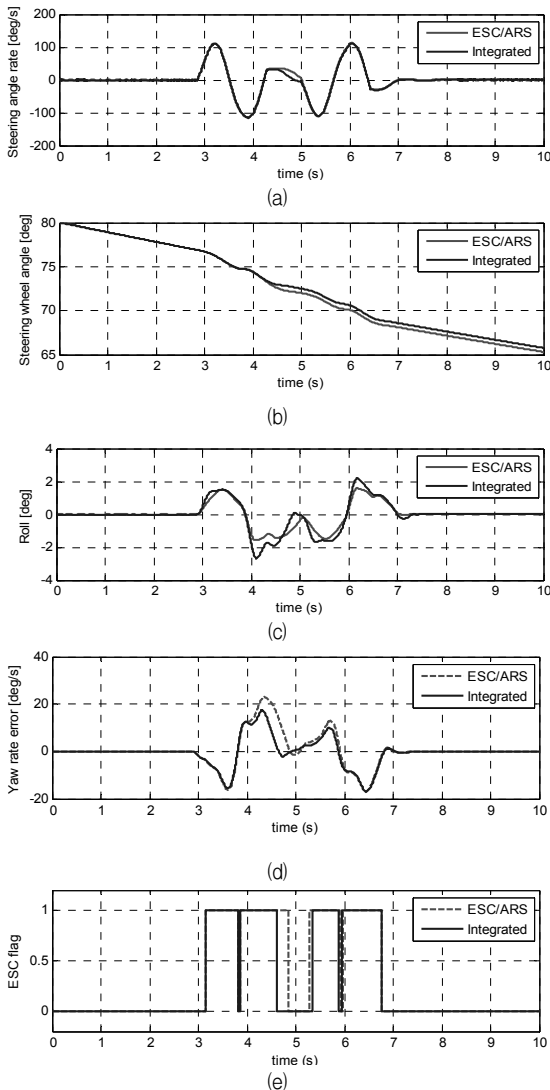 200
100
0
-100
-200
Steering angle rate [deg/s]
ESC/ARS
Integrated
0 1 2 3 4 5 6 7 8 9 10
time (s)
(a)
80
75
70
65
Steering wheel angle [deg]
ESC/ARS
Integrated
0 1 2 3 4 5 6 7 8 9 10
time (s)
(b)
4
2
0
-2
-4
Roll [deg]
ESC/ARS
Integrated
0 1 2 3 4 5 6 7 8 9 10
time (s)
(c)
40
20
0
-20
Yaw rate error [deg/s]
ESC/ARS
Integrated
0 1 2 3 4 5 6 7 8 9 10
time (s)
(d)
1
0.5
0
ESC flag
ESC/ARS
Integrated
0 1 2 3 4 5 6 7 8 9 10
time (s)
(e)